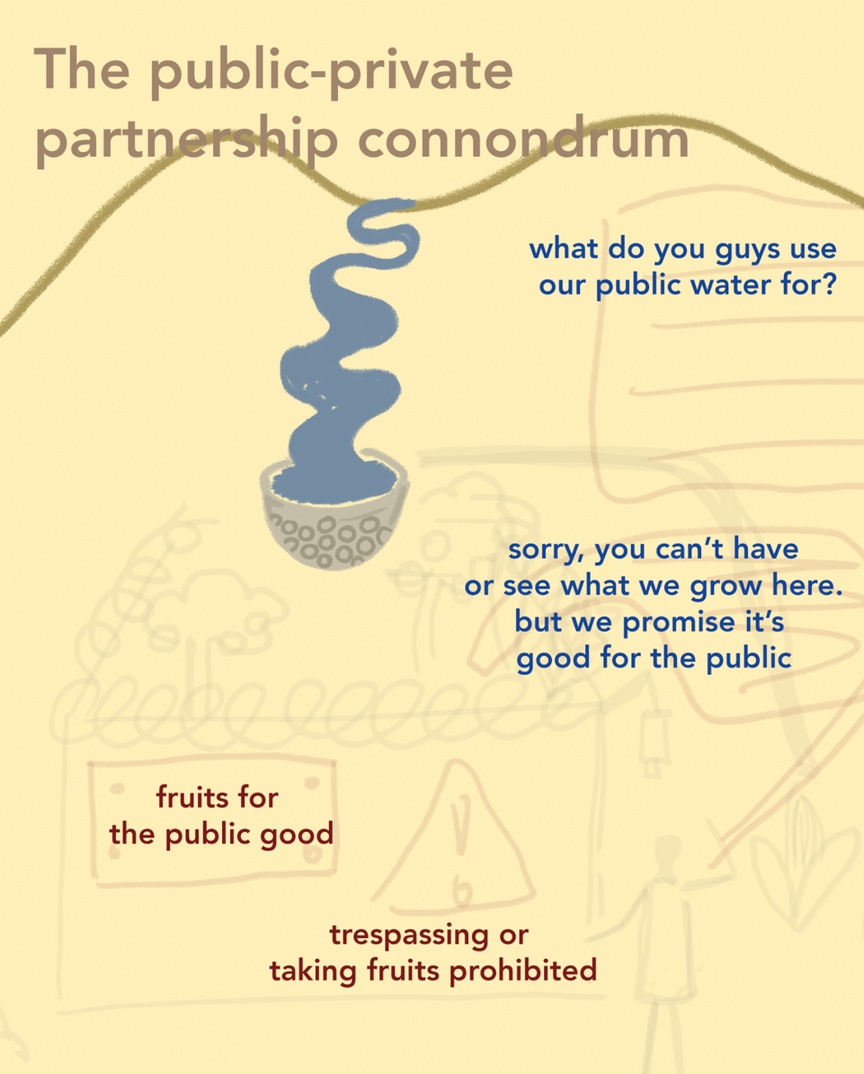 The public-private
partnership connondrum
what do you guys use
our public water for?
sorry, you can’t have
or see what we grow here.
but we promise it’s
good for the public
fruits for
the public good
trespassing or
taking fruits prohibited